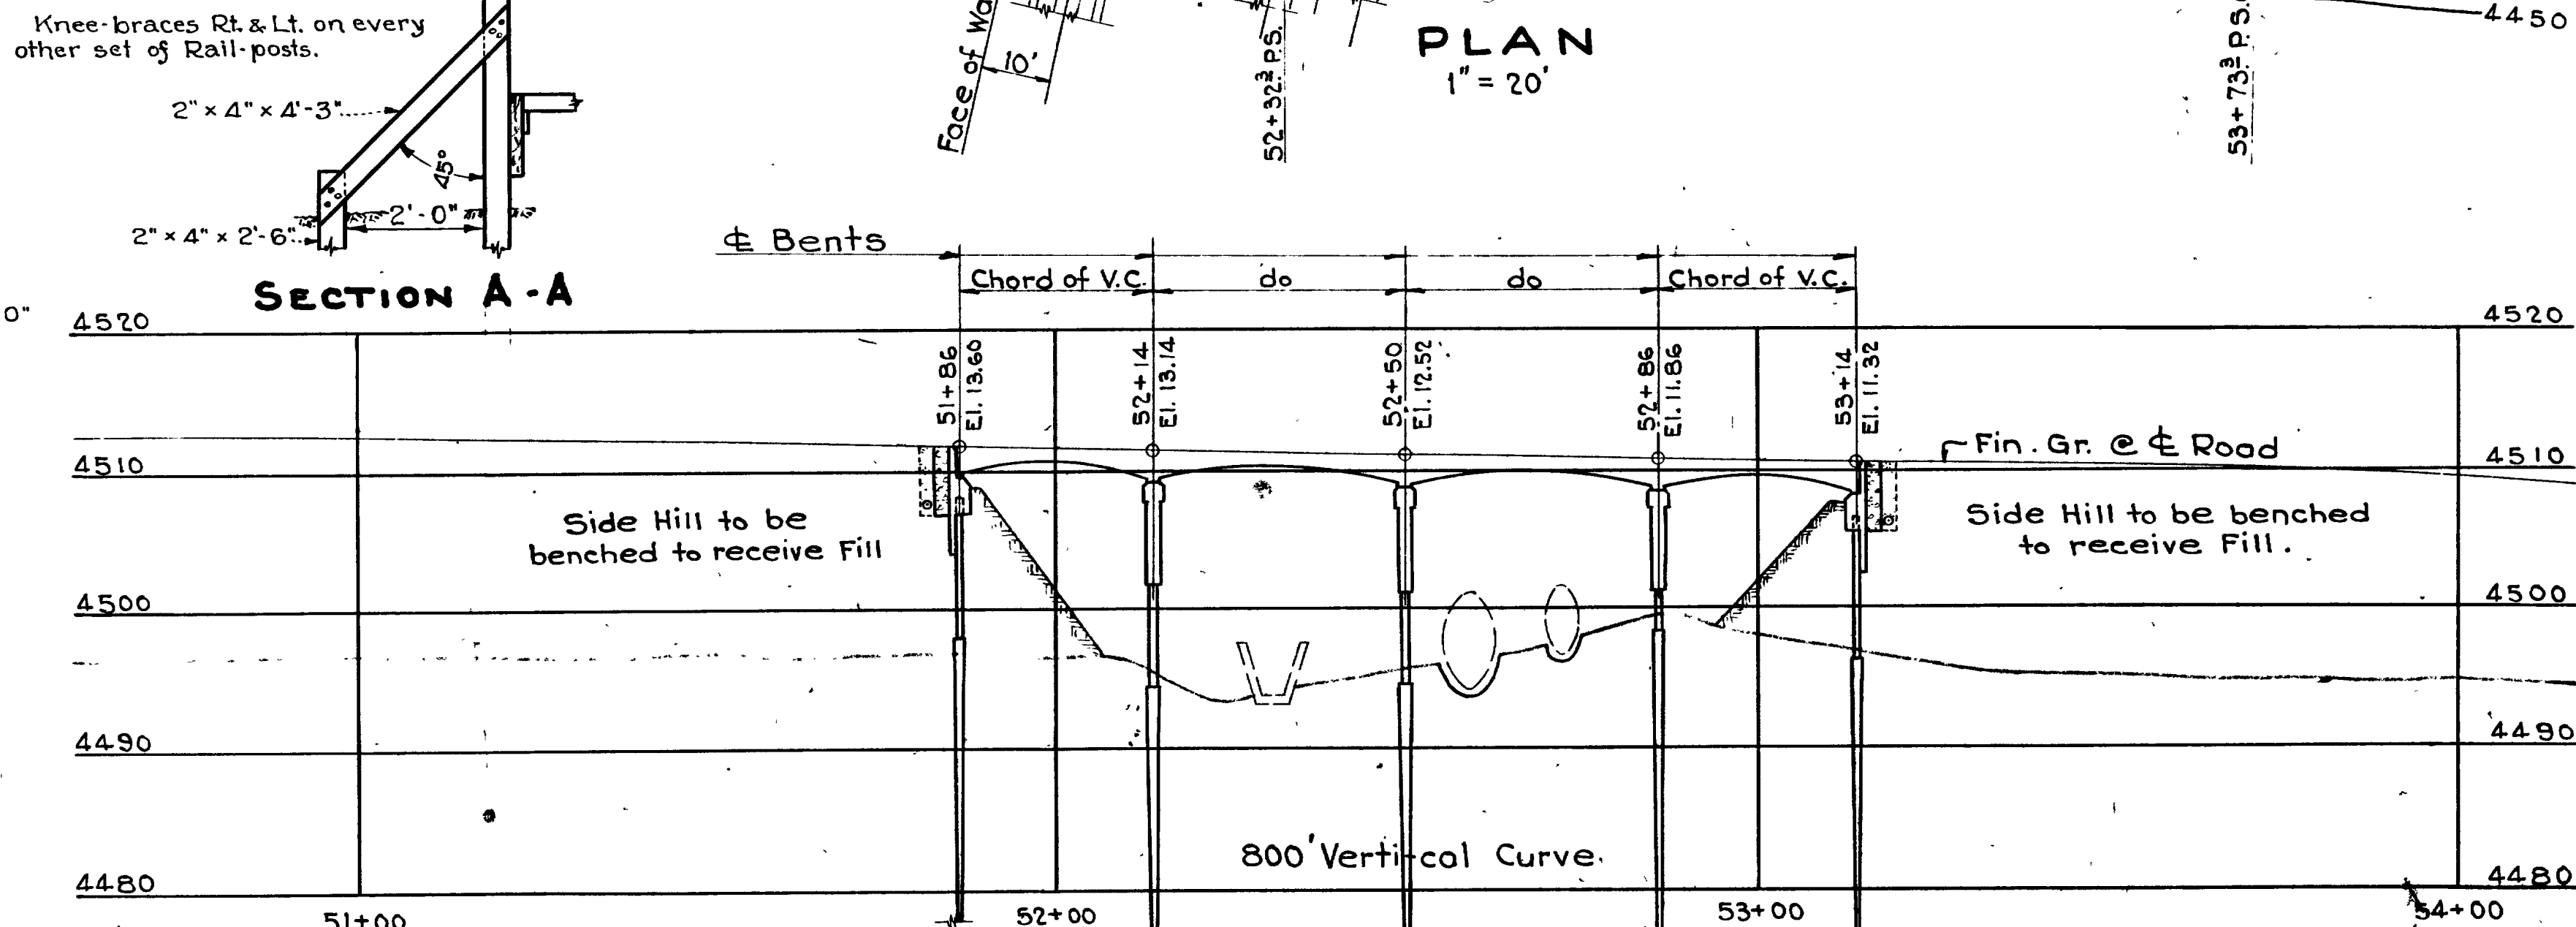 Knee-braces Rt. & Lt. on every
other set of Rail-posts.
2" × 4" × 4'-3"
45°
2'-0"
2" × 4" × 2'-6"
SECTION A-A
0"
10'
52+32.3 P.S.
PLAN
1" = 20'
53+73.3 P.S.
4450
℄ Bents
Chord of V.C.
do
do
Chord of V.C.
4520
4520
51+86
El. 13.60
52+14
El. 13.14
52+50
El. 12.52
52+86
El. 11.86
53+14
El. 11.32
Fin. Gr. @ ℄ Road
4510
4510
Side Hill to be
benched to receive Fill
Side Hill to be benched
to receive Fill.
4500
4500
4490
4490
800' Vertical Curve.
4480
4480
51+00
52+00
53+00
54+00
Face of